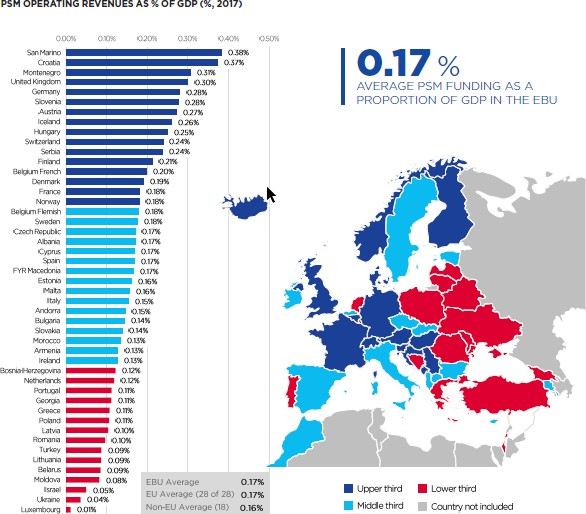 PSM OPERATING REVENUES AS % OF GDP (%, 2017)
0.00% 0.10% 0.20% 0.30% 0.40% 0.50%
San Marino 0.38%
Croatia 0.37%
Montenegro 0.31%
United Kingdom 0.30%
Germany 0.28%
Slovenia 0.28%
Austria 0.27%
Iceland 0.26%
Hungary 0.25%
Switzerland 0.24%
Serbia 0.24%
Finland 0.21%
Belgium French 0.20%
Denmark 0.19%
France 0.18%
Norway 0.18%
Belgium Flemish 0.18%
Sweden 0.18%
Czech Republic 0.17%
Albania 0.17%
Cyprus 0.17%
Spain 0.17%
FYR Macedonia 0.17%
Estonia 0.16%
Malta 0.16%
Italy 0.15%
Andorra 0.15%
Bulgaria 0.14%
Slovakia 0.14%
Morocco 0.13%
Armenia 0.13%
Ireland 0.13%
Bosnia-Herzegovina 0.12%
Netherlands 0.12%
Portugal 0.11%
Georgia 0.11%
Greece 0.11%
Poland 0.11%
Latvia 0.10%
Romania 0.10%
Turkey 0.09%
Lithuania 0.09%
Belarus 0.09%
Moldova 0.08%
Israel 0.05%
Ukraine 0.04%
Luxembourg 0.01%
EBU Average 0.17%
EU Average (28 of 28) 0.17%
Non-EU Average (18) 0.16%
0.17 %
AVERAGE PSM FUNDING AS A
PROPORTION OF GDP IN THE EBU
Upper third Lower third
Middle third Country not included